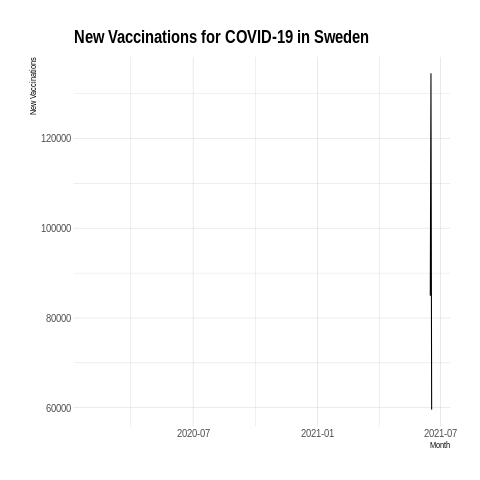 New Vaccinations for COVID-19 in Sweden
New Vaccinations
120000
100000
80000
60000
2020-07
2021-01
2021-07
Month